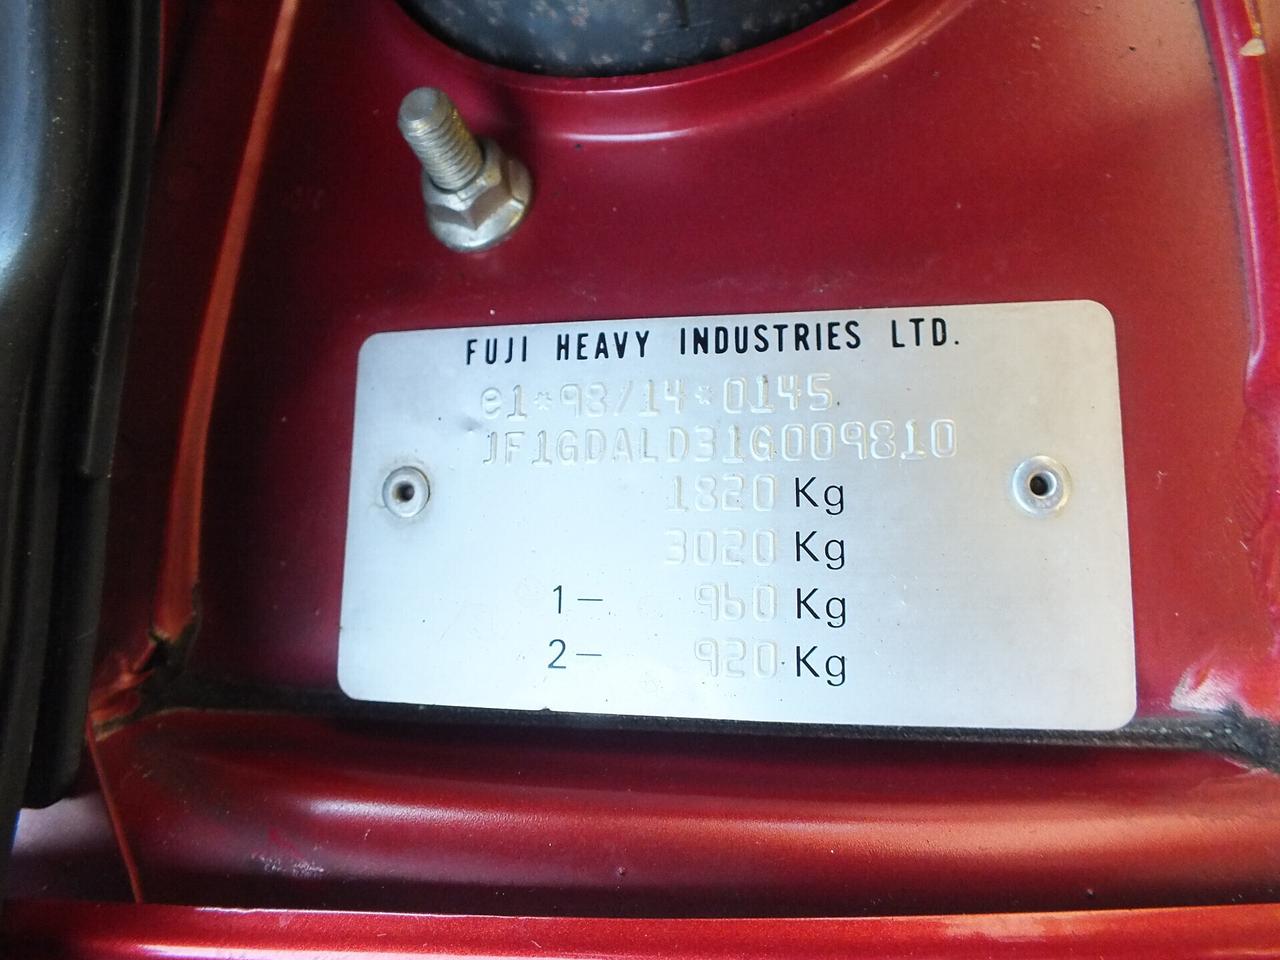 FUJI HEAVY INDUSTRIES LTD.
e1*98/14*0145
JF1GDALD31G009810
1820 Kg
3020 Kg
1– 960 Kg
2– 920 Kg